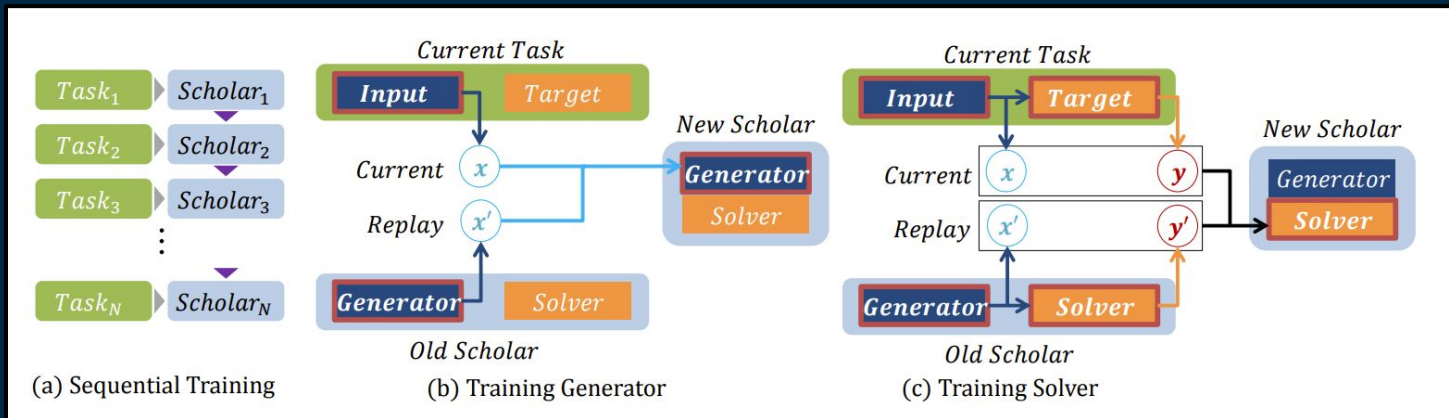 Task₁
Scholar₁
Task₂
Scholar₂
Task₃
Scholar₃
⋮
Task_N
Scholar_N
(a) Sequential Training
Current Task
Input
Target
Current
x
Replay
x′
New Scholar
Generator
Solver
Generator
Solver
Old Scholar
(b) Training Generator
Current Task
Input
Target
Current
x
y
Replay
x′
y′
New Scholar
Generator
Solver
Generator
Solver
Old Scholar
(c) Training Solver